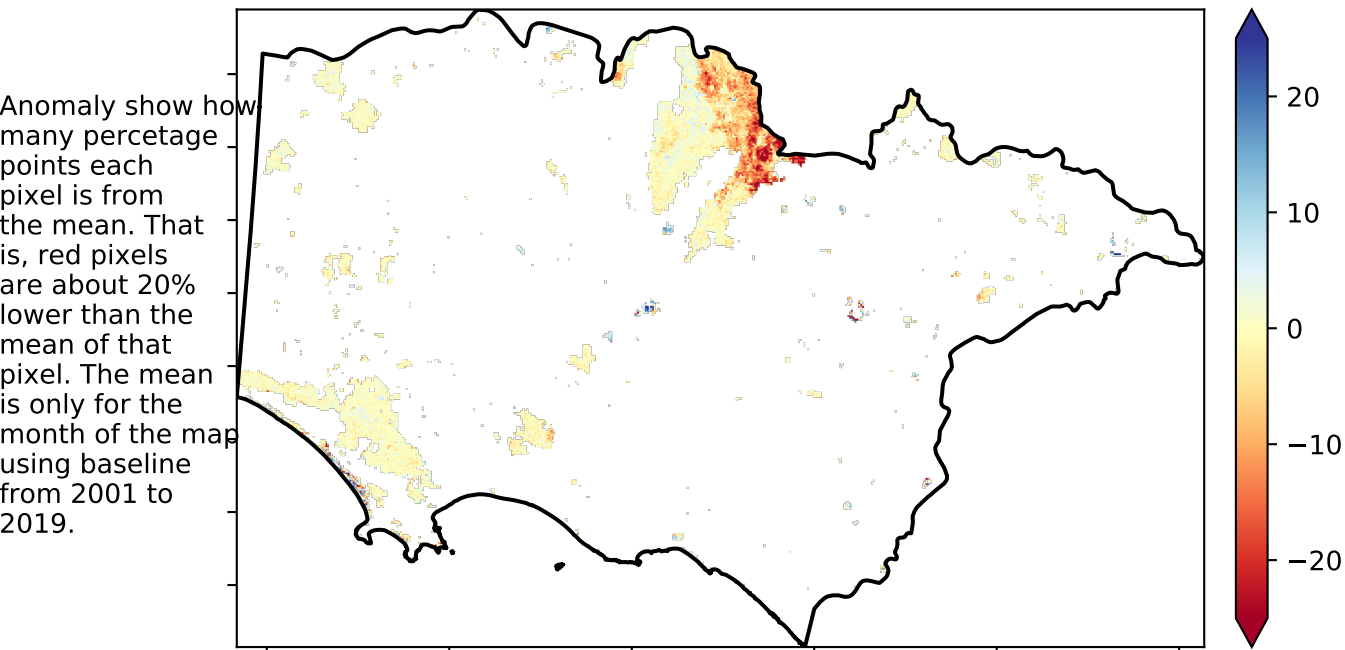 Anomaly show how
many percetage
points each
pixel is from
the mean. That
is, red pixels
are about 20%
lower than the
mean of that
pixel. The mean
is only for the
month of the map
using baseline
from 2001 to
2019.
20
10
0
−10
−20